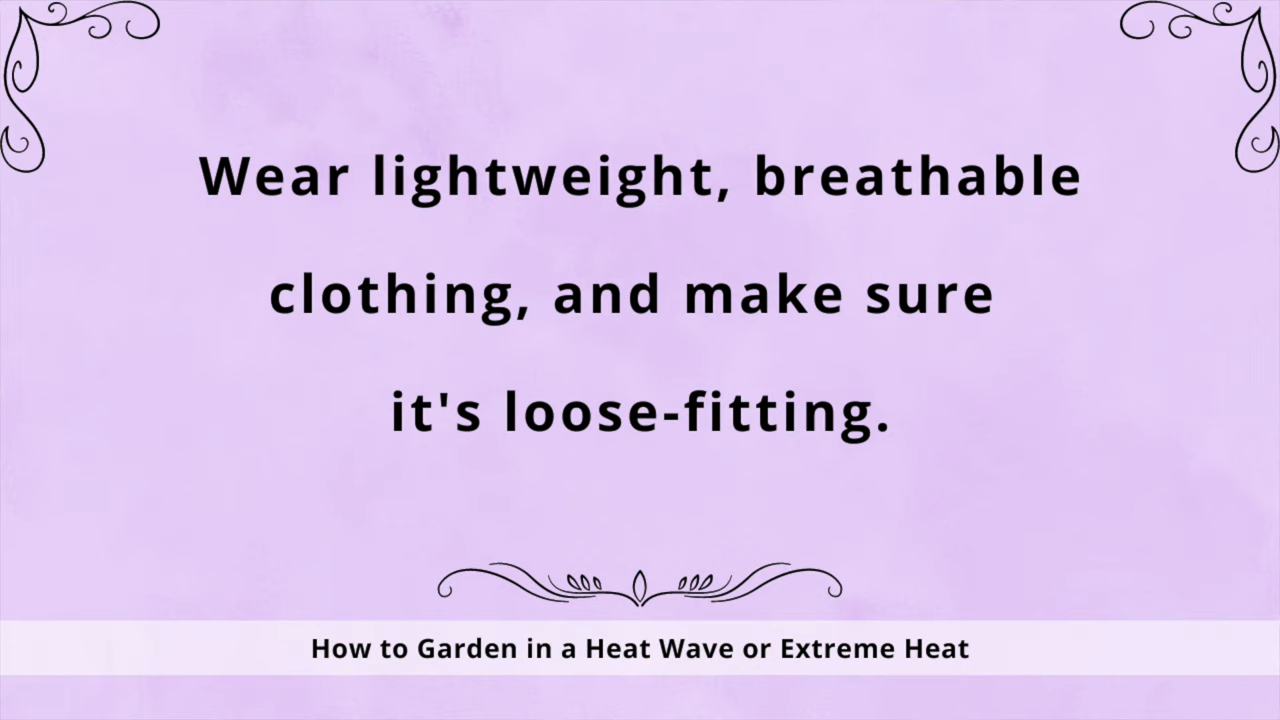 Wear lightweight, breathable
clothing, and make sure
it's loose-fitting.
How to Garden in a Heat Wave or Extreme Heat